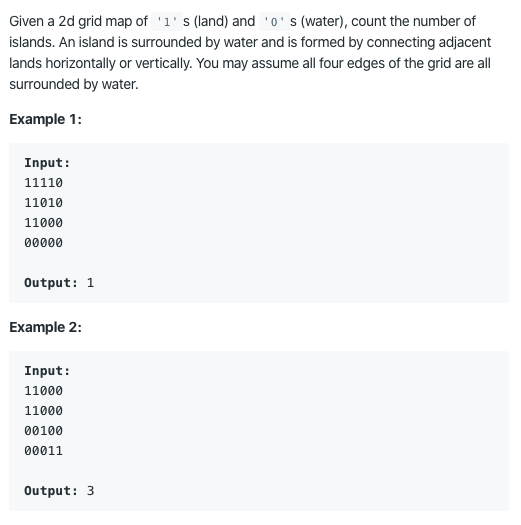 Given a 2d grid map of '1' s (land) and '0' s (water), count the number of
islands. An island is surrounded by water and is formed by connecting adjacent
lands horizontally or vertically. You may assume all four edges of the grid are all
surrounded by water.
Example 1:
Input:
11110
11010
11000
00000
Output: 1
Example 2:
Input:
11000
11000
00100
00011
Output: 3